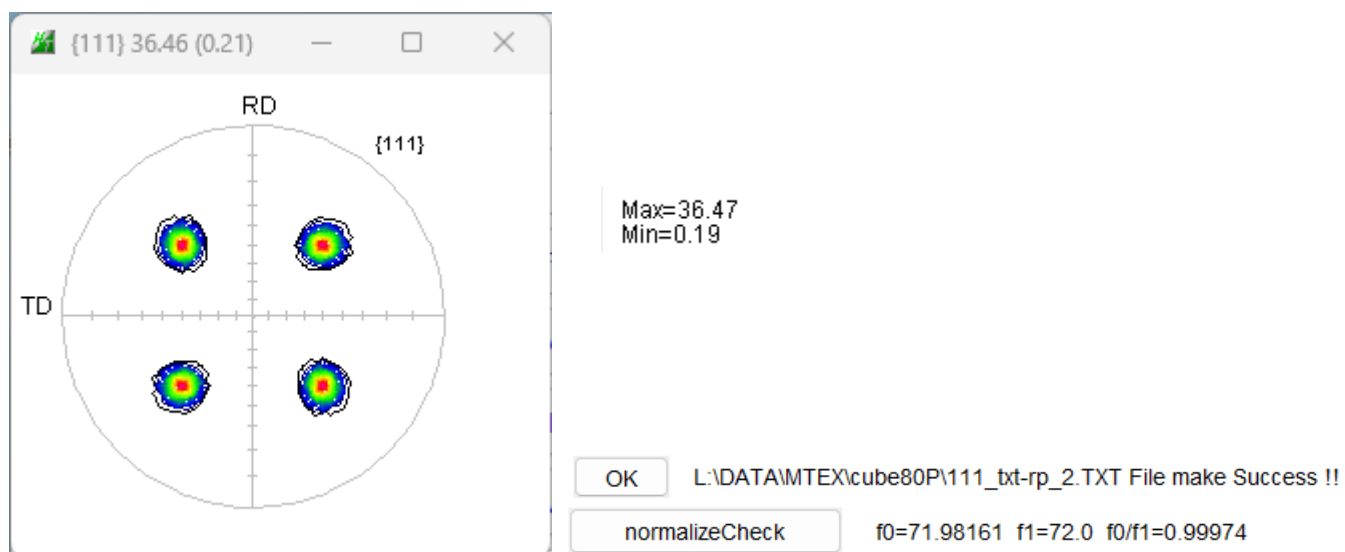 {111} 36.46 (0.21)
RD
{111}
TD
Max=36.47
Min=0.19
OK L:\DATA\MTEX\cube80P\111_txt-rp_2.TXT File make Success !!
normalizeCheck f0=71.98161 f1=72.0 f0/f1=0.99974